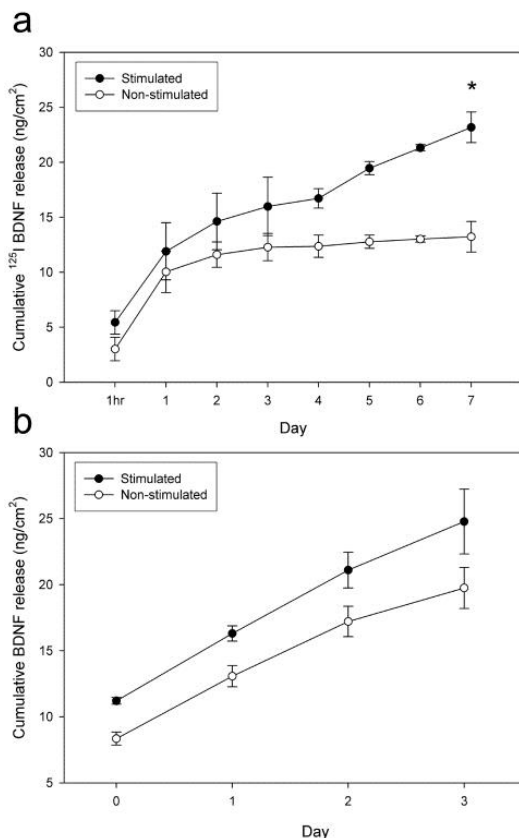 a
Cumulative ¹²⁵I BDNF release (ng/cm²)
30
25
20
15
10
5
0
Stimulated
Non-stimulated
*
1hr 1 2 3 4 5 6 7
Day
b
Cumulative BDNF release (ng/cm²)
30
25
20
15
10
5
Stimulated
Non-stimulated
0 1 2 3
Day